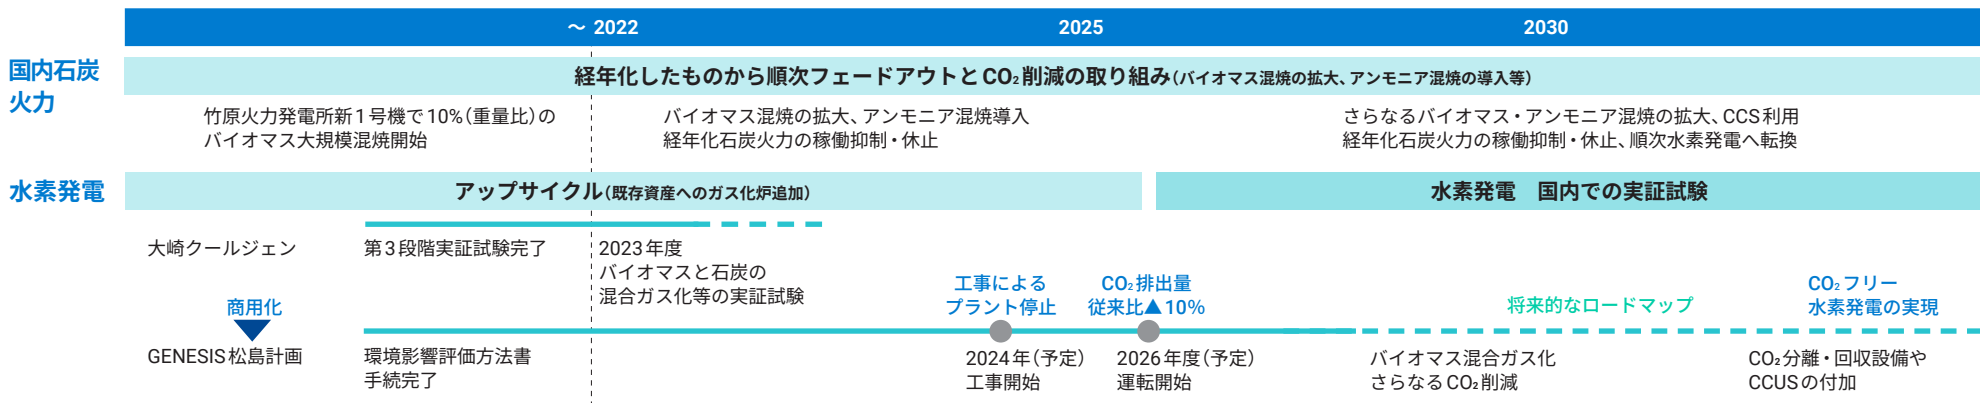 ～ 2022
2025
2030
国内石炭
火力
経年化したものから順次フェードアウトとCO₂削減の取り組み（バイオマス混焼の拡大、アンモニア混焼の導入等）
竹原火力発電所新1号機で10%（重量比）の
バイオマス大規模混焼開始
バイオマス混焼の拡大、アンモニア混焼導入
経年化石炭火力の稼働抑制・休止
さらなるバイオマス・アンモニア混焼の拡大、CCS利用
経年化石炭火力の稼働抑制・休止、順次水素発電へ転換
水素発電
アップサイクル（既存資産へのガス化炉追加）
水素発電　国内での実証試験
大崎クールジェン
第3段階実証試験完了
2023年度
バイオマスと石炭の
混合ガス化等の実証試験
商用化
工事による
プラント停止
CO₂排出量
従来比▲10%
将来的なロードマップ
CO₂フリー
水素発電の実現
GENESIS松島計画
環境影響評価方法書
手続完了
2024年（予定）
工事開始
2026年度（予定）
運転開始
バイオマス混合ガス化
さらなるCO₂削減
CO₂分離・回収設備や
CCUSの付加